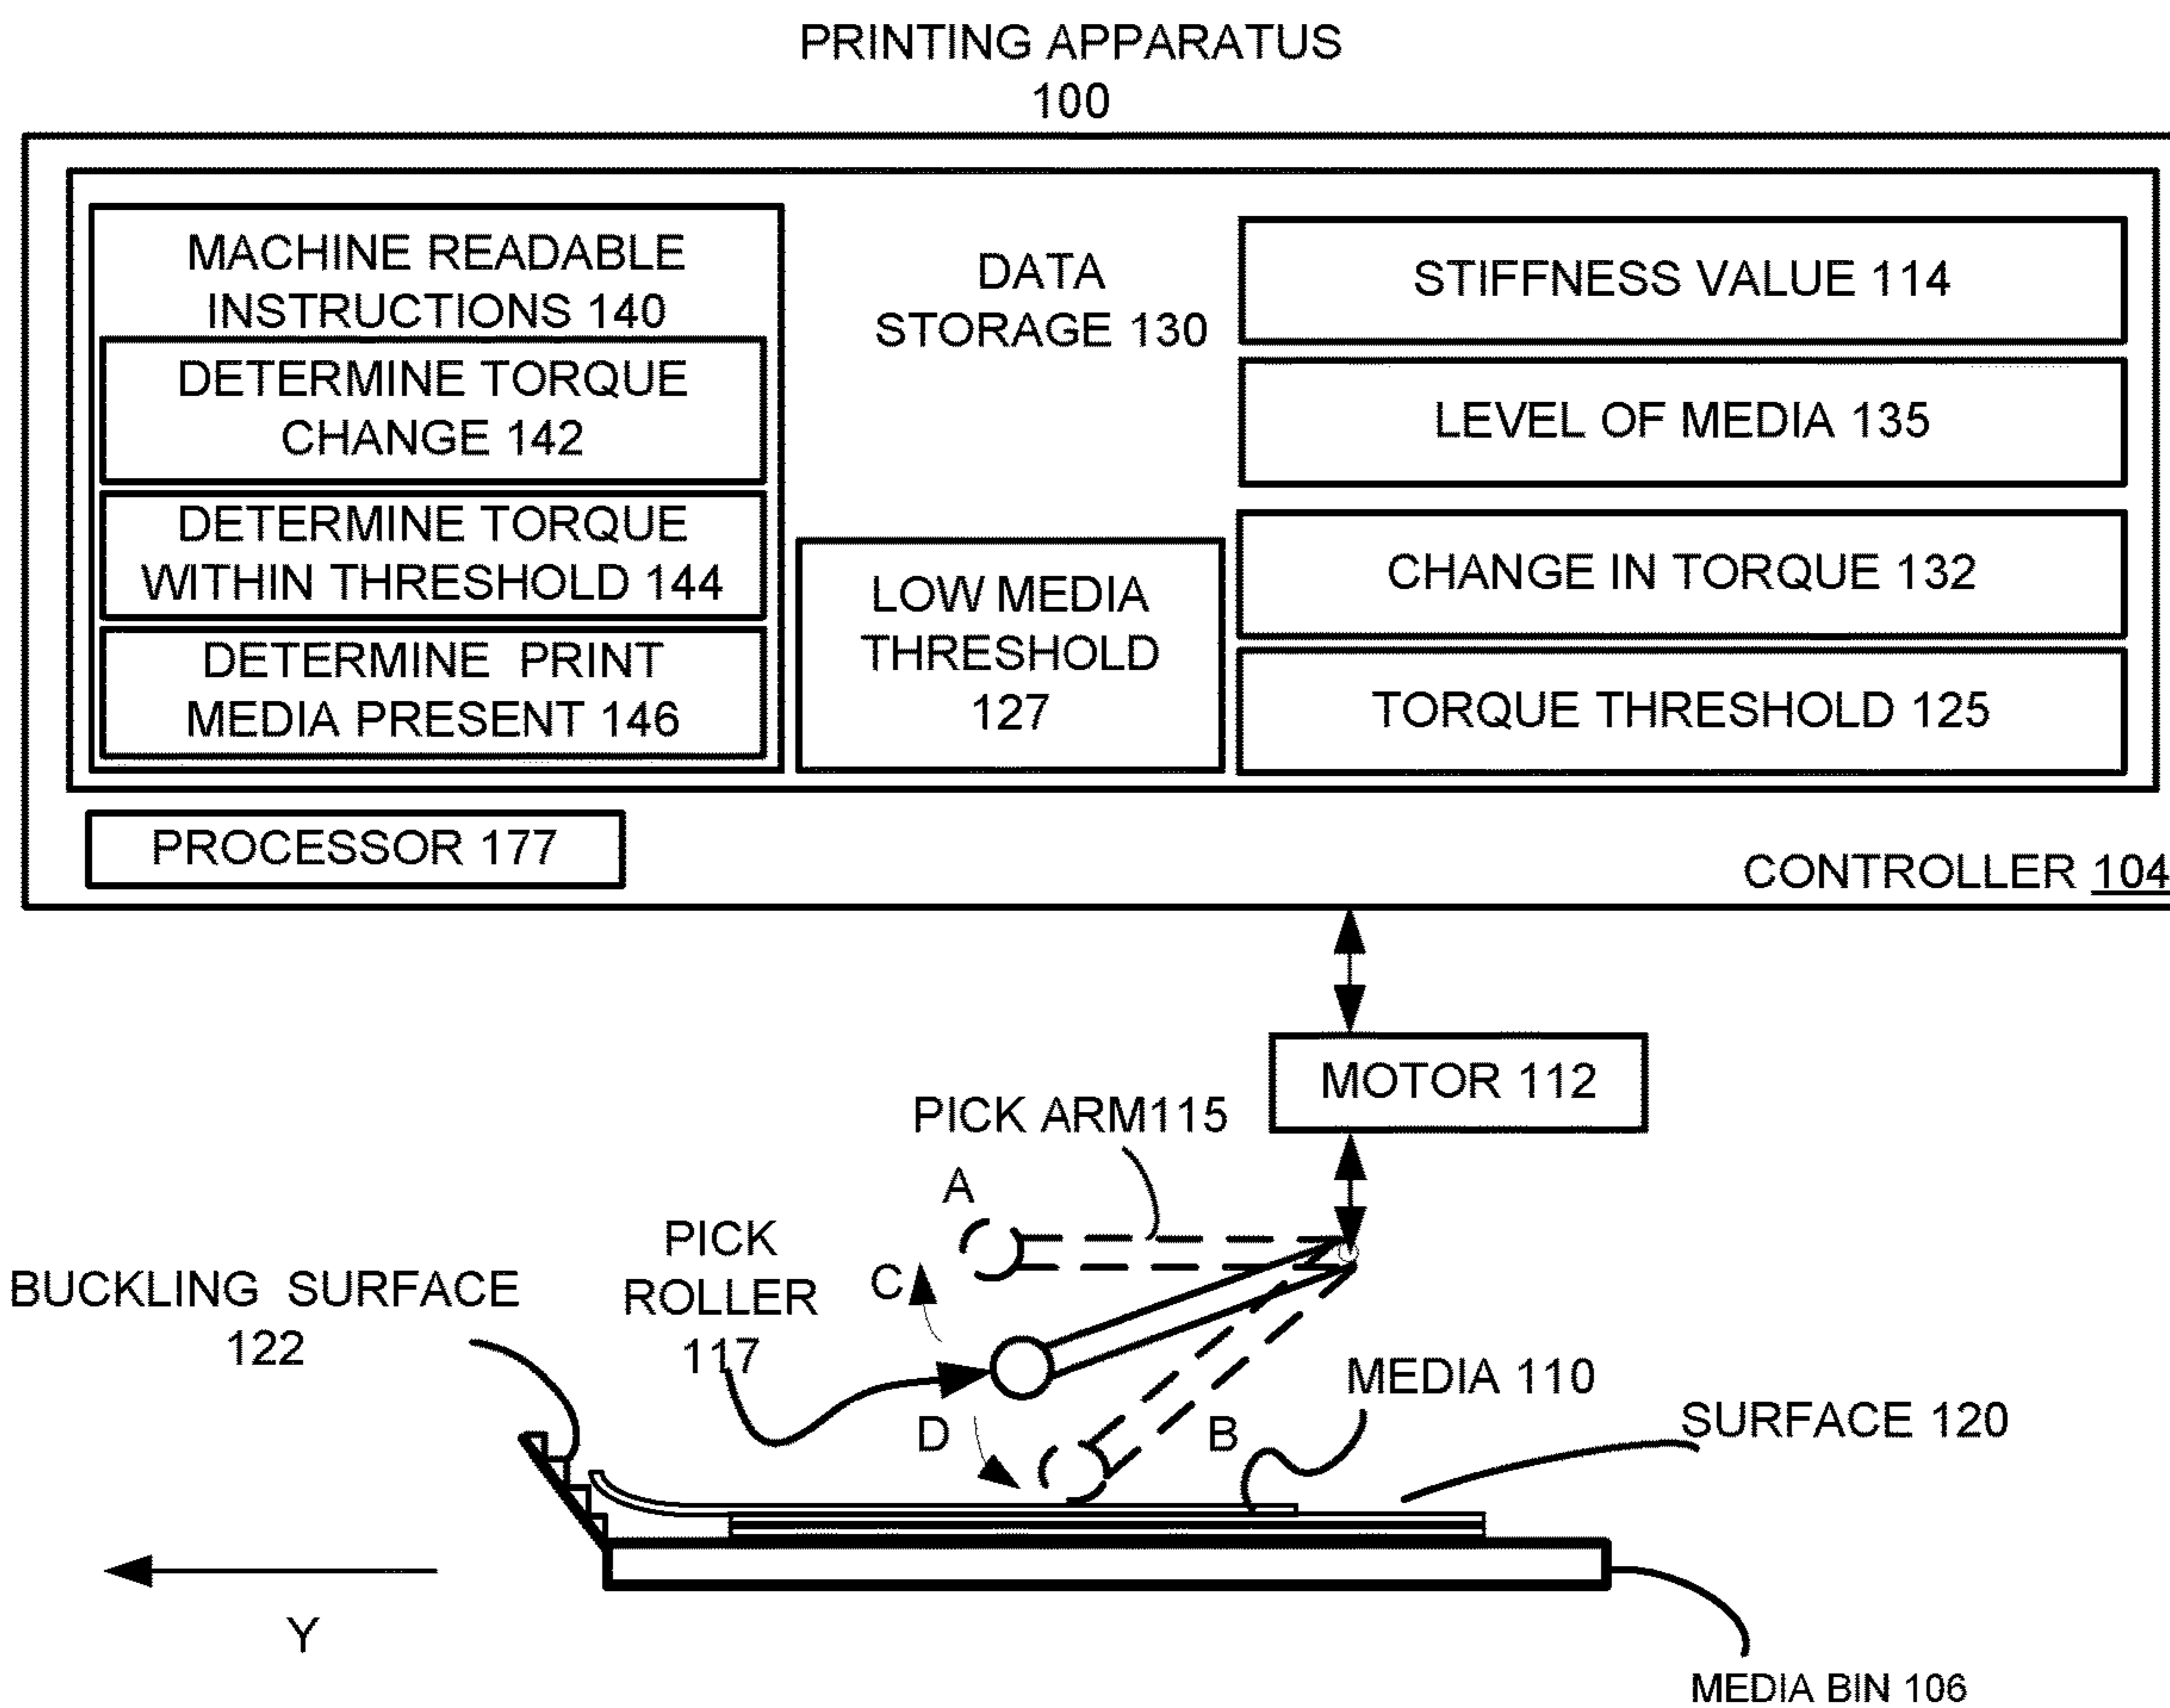 PRINTING APPARATUS
100
MACHINE READABLE
INSTRUCTIONS 140
DETERMINE TORQUE
CHANGE 142
DETERMINE TORQUE
WITHIN THRESHOLD 144
DETERMINE PRINT
MEDIA PRESENT 146
DATA
STORAGE 130
LOW MEDIA
THRESHOLD
127
STIFFNESS VALUE 114
LEVEL OF MEDIA 135
CHANGE IN TORQUE 132
TORQUE THRESHOLD 125
PROCESSOR 177
CONTROLLER 104
MOTOR 112
PICK ARM115
A
PICK
ROLLER
117
C
BUCKLING SURFACE
122
D
B
MEDIA 110
SURFACE 120
Y
MEDIA BIN 106